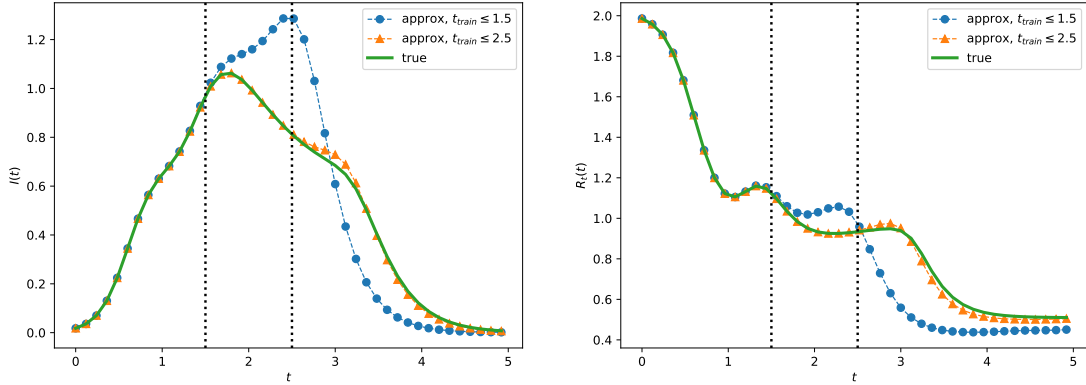 approx, t_train ≤ 1.5
approx, t_train ≤ 2.5
true
I(t)
1.2
1.0
0.8
0.6
0.4
0.2
0.0
0 1 2 3 4 5
t
approx, t_train ≤ 1.5
approx, t_train ≤ 2.5
true
R_t(t)
2.0
1.8
1.6
1.4
1.2
1.0
0.8
0.6
0.4
0 1 2 3 4 5
t